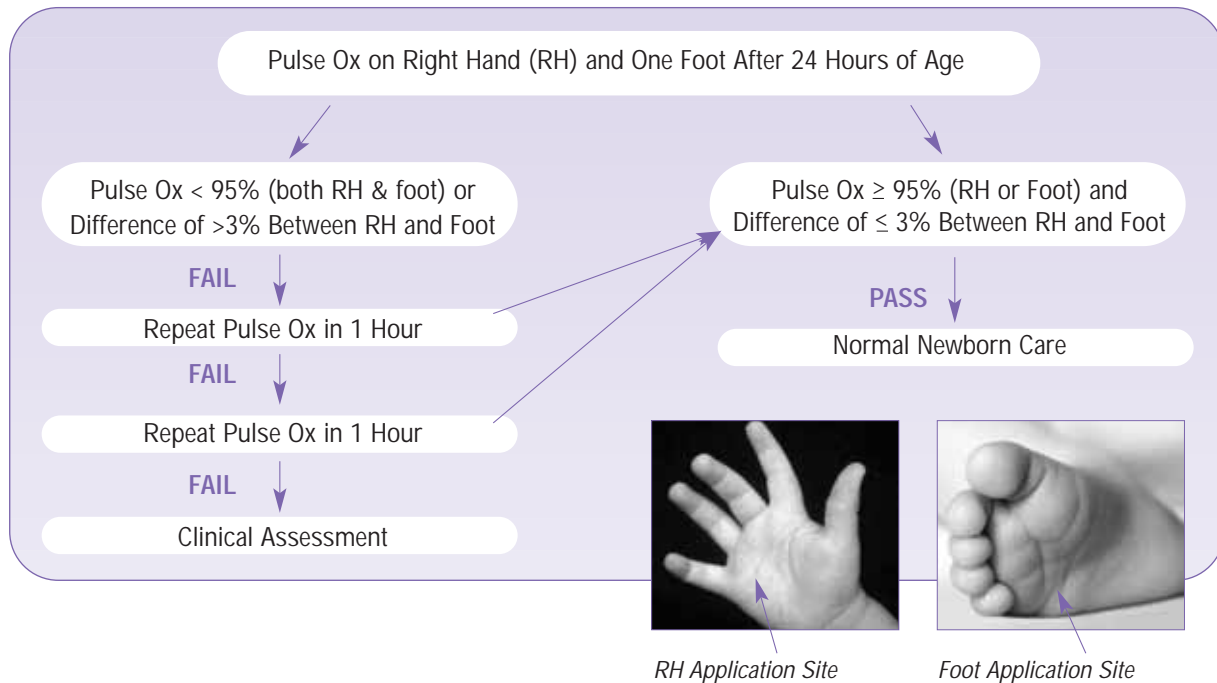 Pulse Ox on Right Hand (RH) and One Foot After 24 Hours of Age
Pulse Ox < 95% (both RH & foot) or
Difference of >3% Between RH and Foot
FAIL
Repeat Pulse Ox in 1 Hour
FAIL
Repeat Pulse Ox in 1 Hour
FAIL
Clinical Assessment
Pulse Ox ≥ 95% (RH or Foot) and
Difference of ≤ 3% Between RH and Foot
PASS
Normal Newborn Care
RH Application Site
Foot Application Site